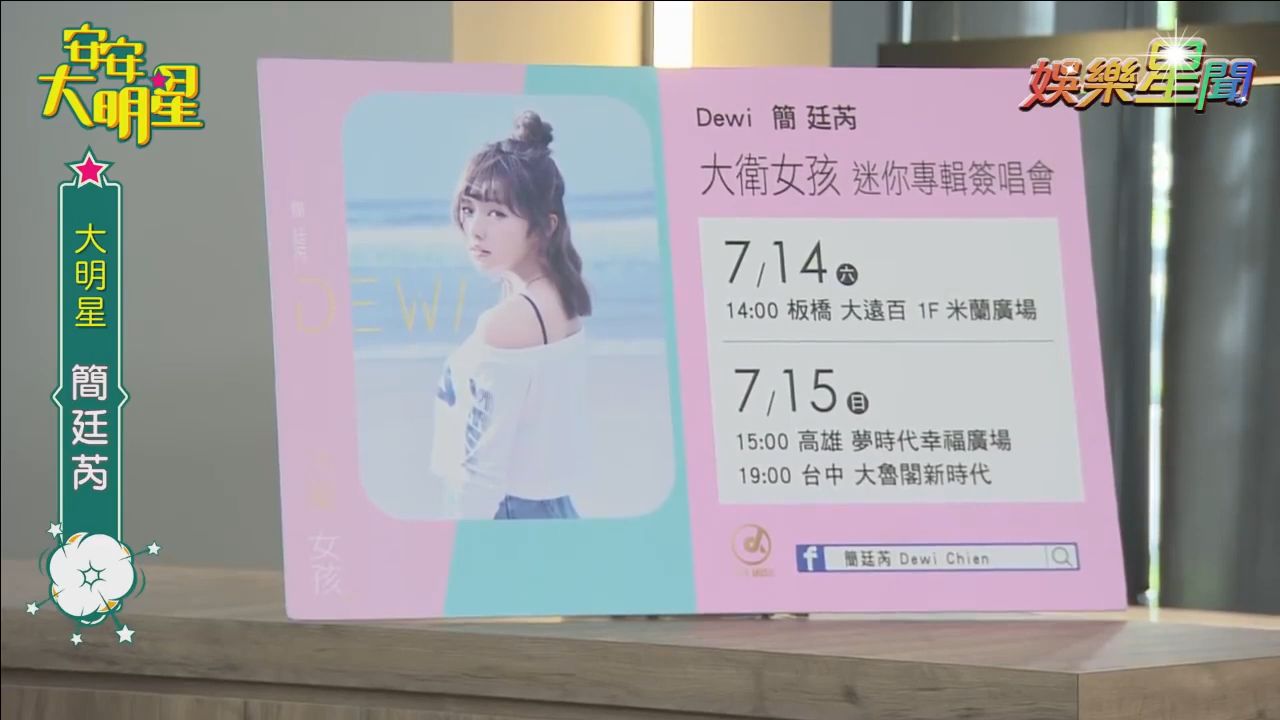 安安
大明星
娛樂星聞
大明星 簡廷芮
Dewi 簡 廷芮
大衛女孩 迷你專輯簽唱會
7/14 六
14:00 板橋 大遠百 1F 米蘭廣場
7/15 日
15:00 高雄 夢時代幸福廣場
19:00 台中 大魯閣新時代
簡廷芮 Dewi Chien
DEWI
女孩